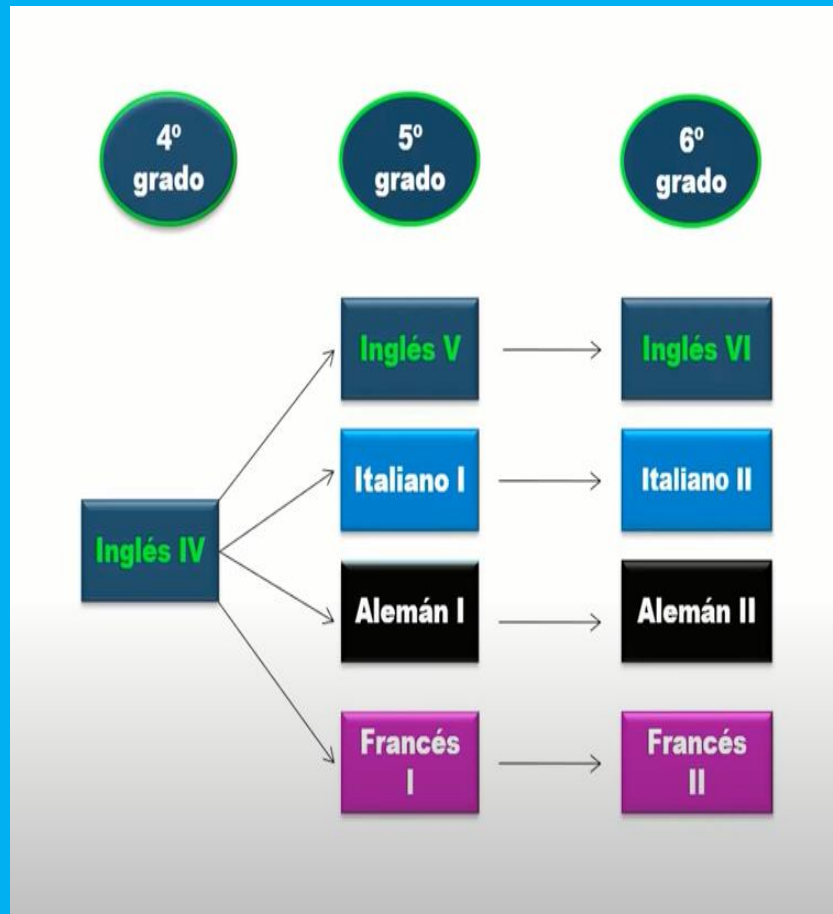 4º
grado
5º
grado
6º
grado
Inglés V
Inglés VI
Italiano I
Italiano II
Inglés IV
Alemán I
Alemán II
Francés
I
Francés
II